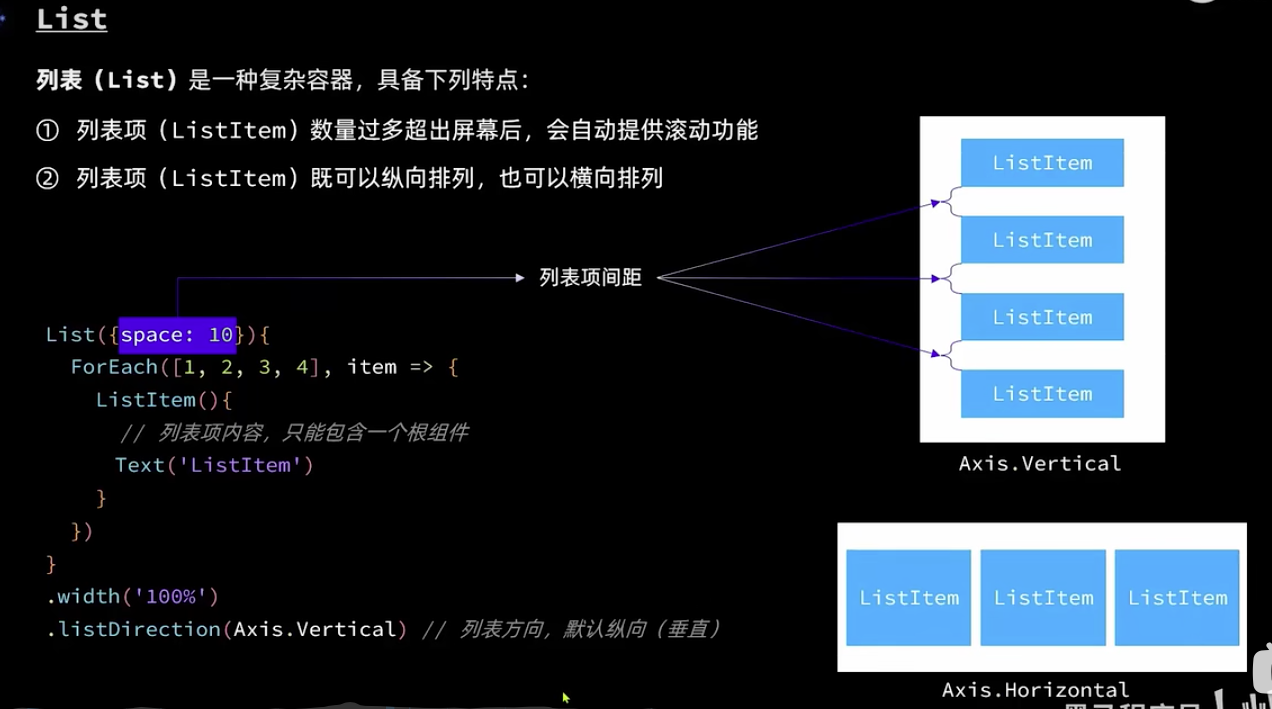 List
列表（List）是一种复杂容器，具备下列特点：
① 列表项（ListItem）数量过多超出屏幕后，会自动提供滚动功能
② 列表项（ListItem）既可以纵向排列，也可以横向排列
列表项间距
List({space: 10}){
ForEach([1, 2, 3, 4], item => {
ListItem(){
// 列表项内容，只能包含一个根组件
Text('ListItem')
}
})
}
.width('100%')
.listDirection(Axis.Vertical) // 列表方向，默认纵向（垂直）
ListItem
ListItem
ListItem
ListItem
Axis.Vertical
ListItem ListItem ListItem
Axis.Horizontal